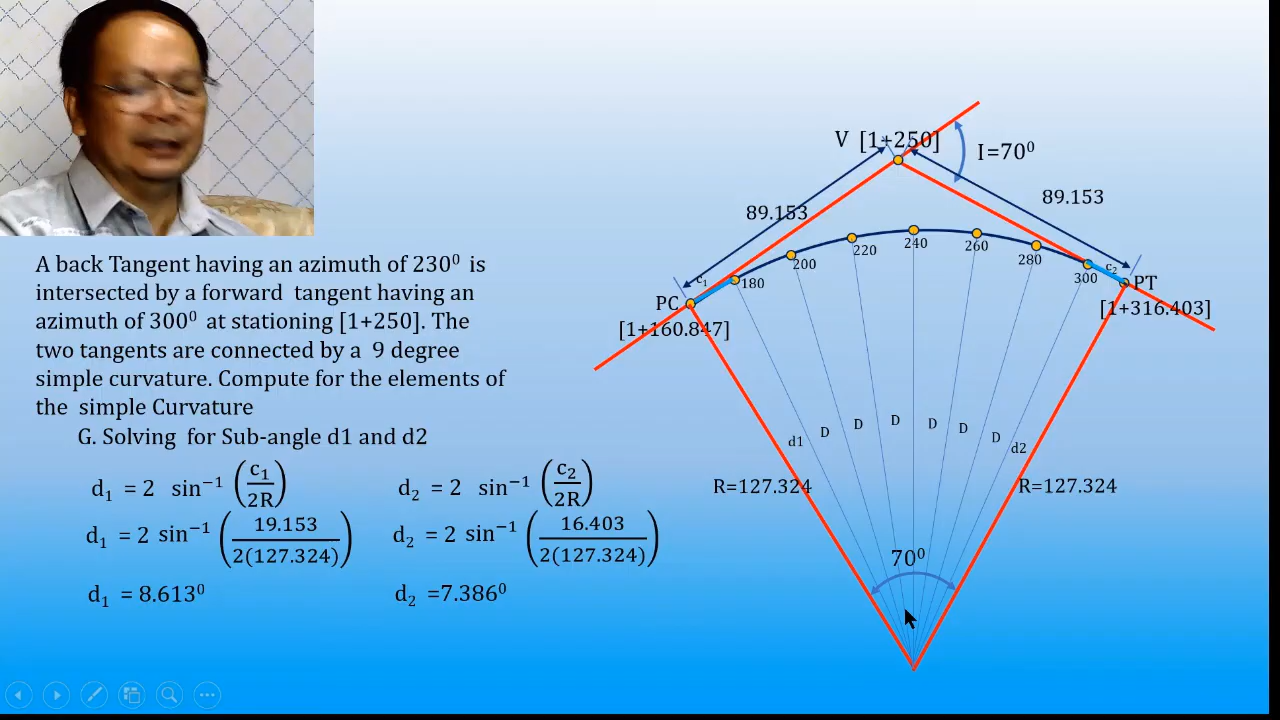 A back Tangent having an azimuth of 230⁰ is
intersected by a forward tangent having an
azimuth of 300⁰ at stationing [1+250]. The
two tangents are connected by a 9 degree
simple curvature. Compute for the elements of
the simple Curvature
G. Solving for Sub-angle d1 and d2
d₁ = 2 sin⁻¹ (c₁/2R)
d₂ = 2 sin⁻¹ (c₂/2R)
d₁ = 2 sin⁻¹ (19.153/2(127.324))
d₂ = 2 sin⁻¹ (16.403/2(127.324))
d₁ = 8.613⁰
d₂ =7.386⁰
V [1+250]
I=70⁰
89.153
89.153
c₁
180
200
220
240
260
280
300
c₂
PC
[1+160.847]
PT
[1+316.403]
d1
D
D
D
D
D
D
d2
R=127.324
R=127.324
70⁰